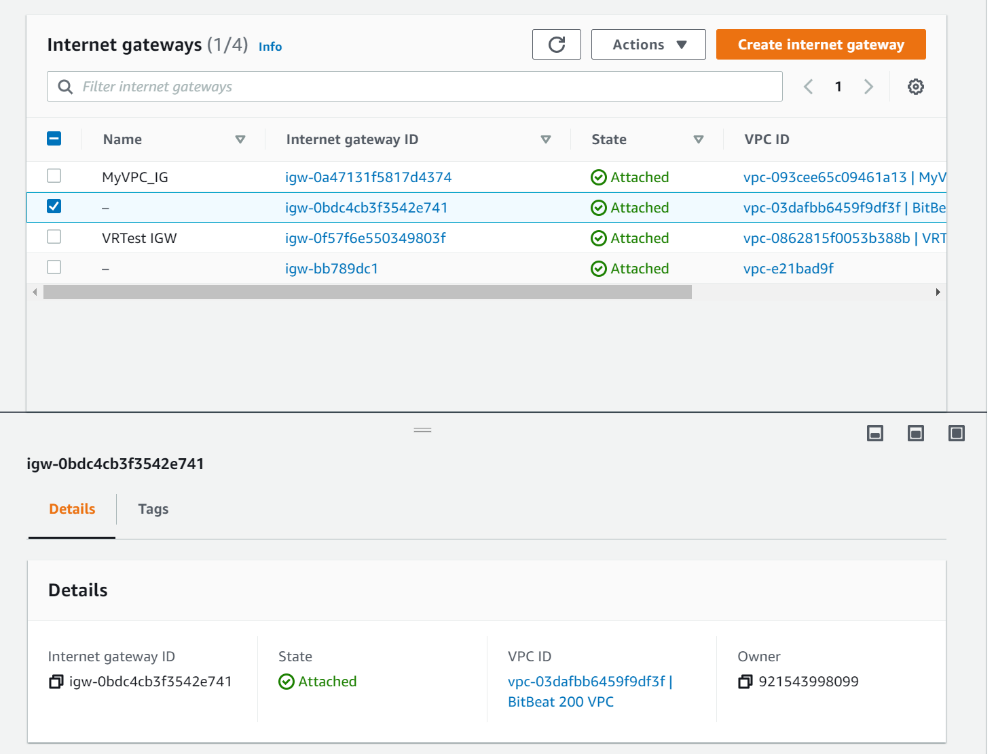 Internet gateways (1/4) Info
Actions
Create internet gateway
Filter internet gateways
1
Name Internet gateway ID State VPC ID
MyVPC_IG igw-0a47131f5817d4374 Attached vpc-093cee65c09461a13 | MyV
– igw-0bdc4cb3f3542e741 Attached vpc-03dafbb6459f9df3f | BitBe
VRTest IGW igw-0f57f6e550349803f Attached vpc-0862815f0053b388b | VRT
– igw-bb789dc1 Attached vpc-e21bad9f
igw-0bdc4cb3f3542e741
Details Tags
Details
Internet gateway ID State VPC ID Owner
igw-0bdc4cb3f3542e741 Attached vpc-03dafbb6459f9df3f | 921543998099
BitBeat 200 VPC